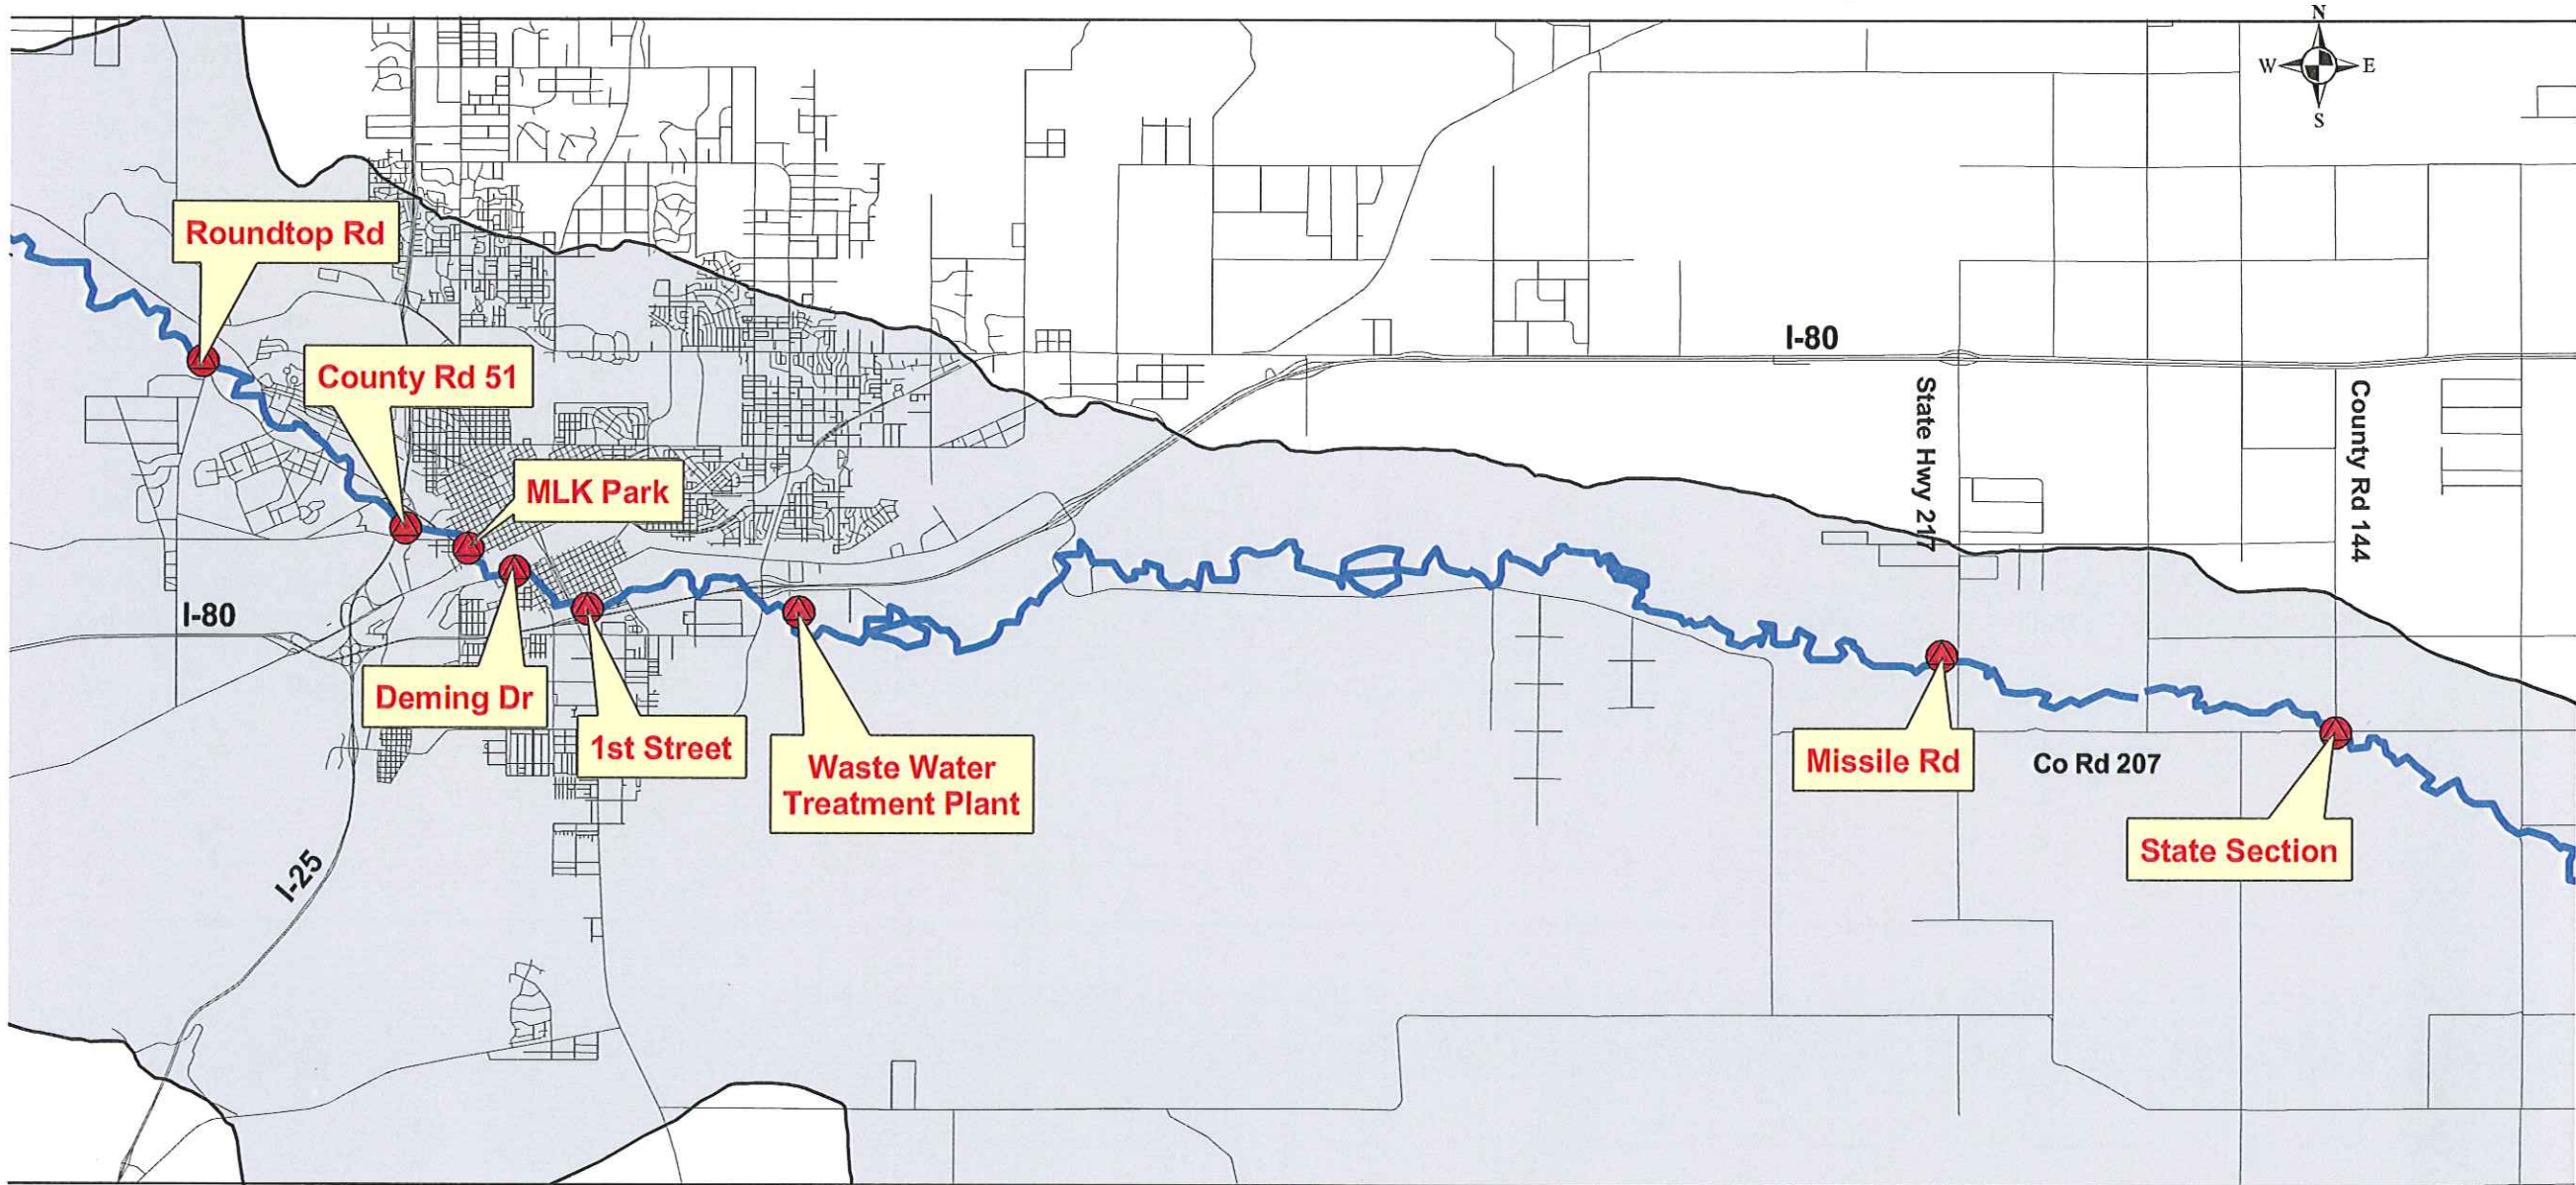 N
W E
S
Roundtop Rd
I-80
County Rd 51
State Hwy 217
County Rd 144
MLK Park
I-80
Deming Dr
1st Street
Waste Water
Treatment Plant
Missile Rd
Co Rd 207
State Section
I-25